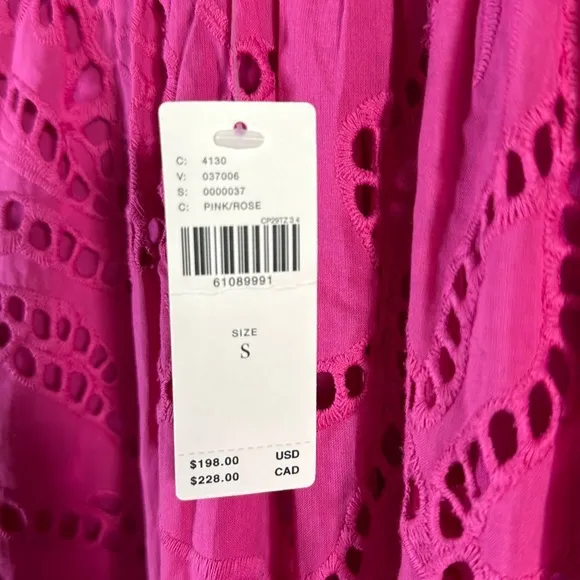 C: 4130
V: 037006
S: 0000037
C: PINK/ROSE
CP29TZ 3 4
61089991
SIZE
S
$198.00 USD
$228.00 CAD